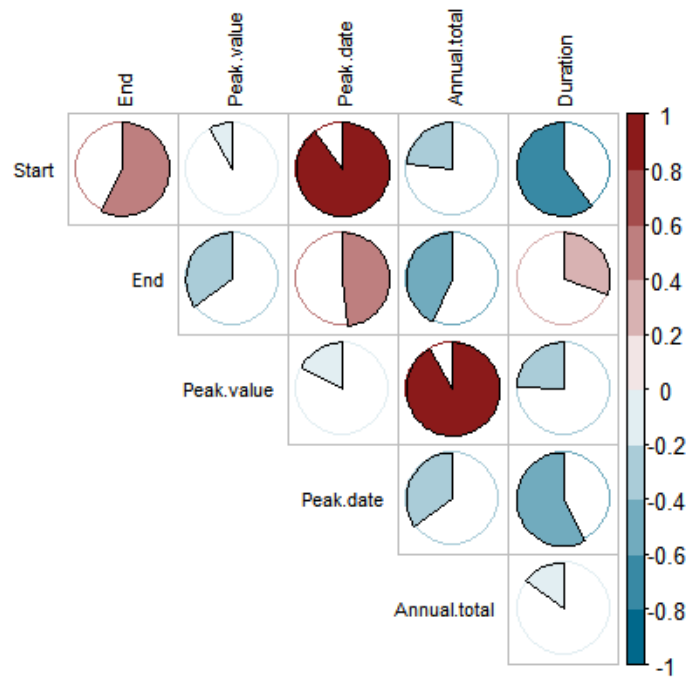 End
Peak.value
Peak.date
Annual.total
Duration
Start
End
Peak.value
Peak.date
Annual.total
1
0.8
0.6
0.4
0.2
0
-0.2
-0.4
-0.6
-0.8
-1